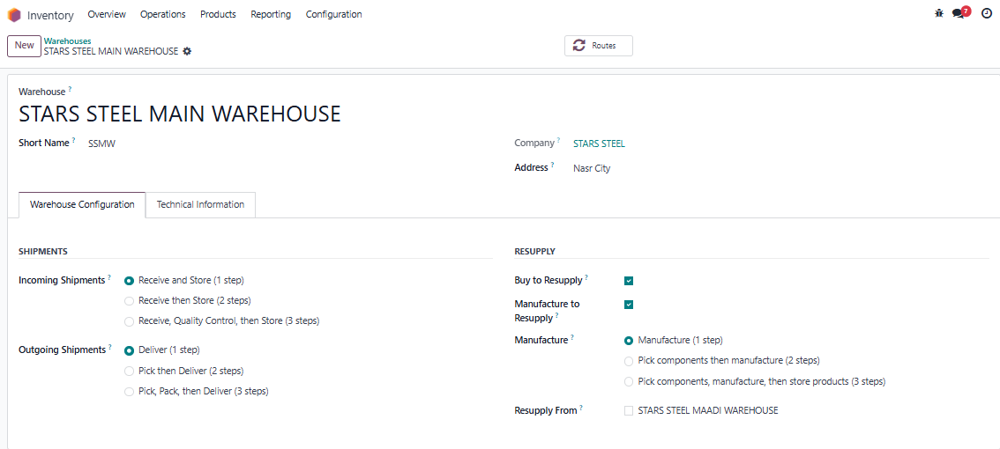 Inventory Overview Operations Products Reporting Configuration 7
New Warehouses
STARS STEEL MAIN WAREHOUSE
Routes
Warehouse ?
STARS STEEL MAIN WAREHOUSE
Short Name ? SSMW
Company ? STARS STEEL
Address ? Nasr City
Warehouse Configuration Technical Information
SHIPMENTS
Incoming Shipments ? Receive and Store (1 step)
Receive then Store (2 steps)
Receive, Quality Control, then Store (3 steps)
Outgoing Shipments ? Deliver (1 step)
Pick then Deliver (2 steps)
Pick, Pack, then Deliver (3 steps)
RESUPPLY
Buy to Resupply ?
Manufacture to
Resupply ?
Manufacture ? Manufacture (1 step)
Pick components then manufacture (2 steps)
Pick components, manufacture, then store products (3 steps)
Resupply From ? STARS STEEL MAADI WAREHOUSE